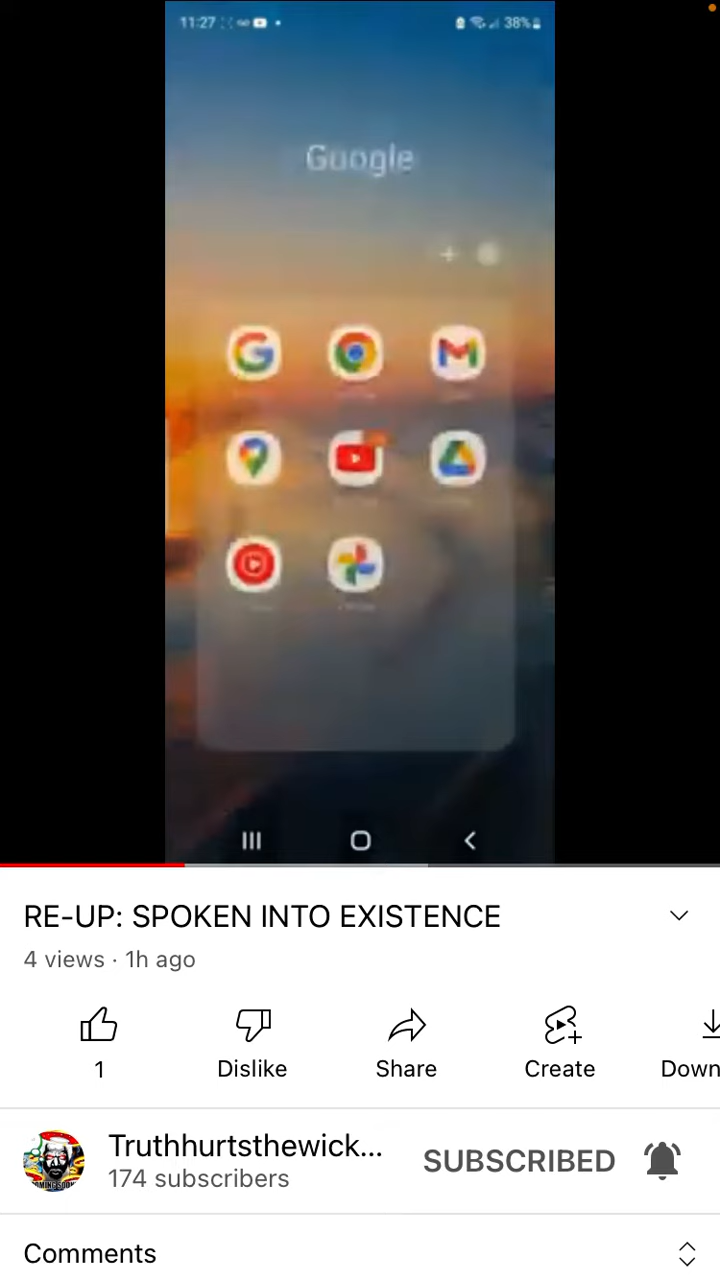 11:27
38%
Google
RE-UP: SPOKEN INTO EXISTENCE
4 views · 1h ago
1
Dislike
Share
Create
Down
Truthhurtsthewick...
174 subscribers
SUBSCRIBED
Comments